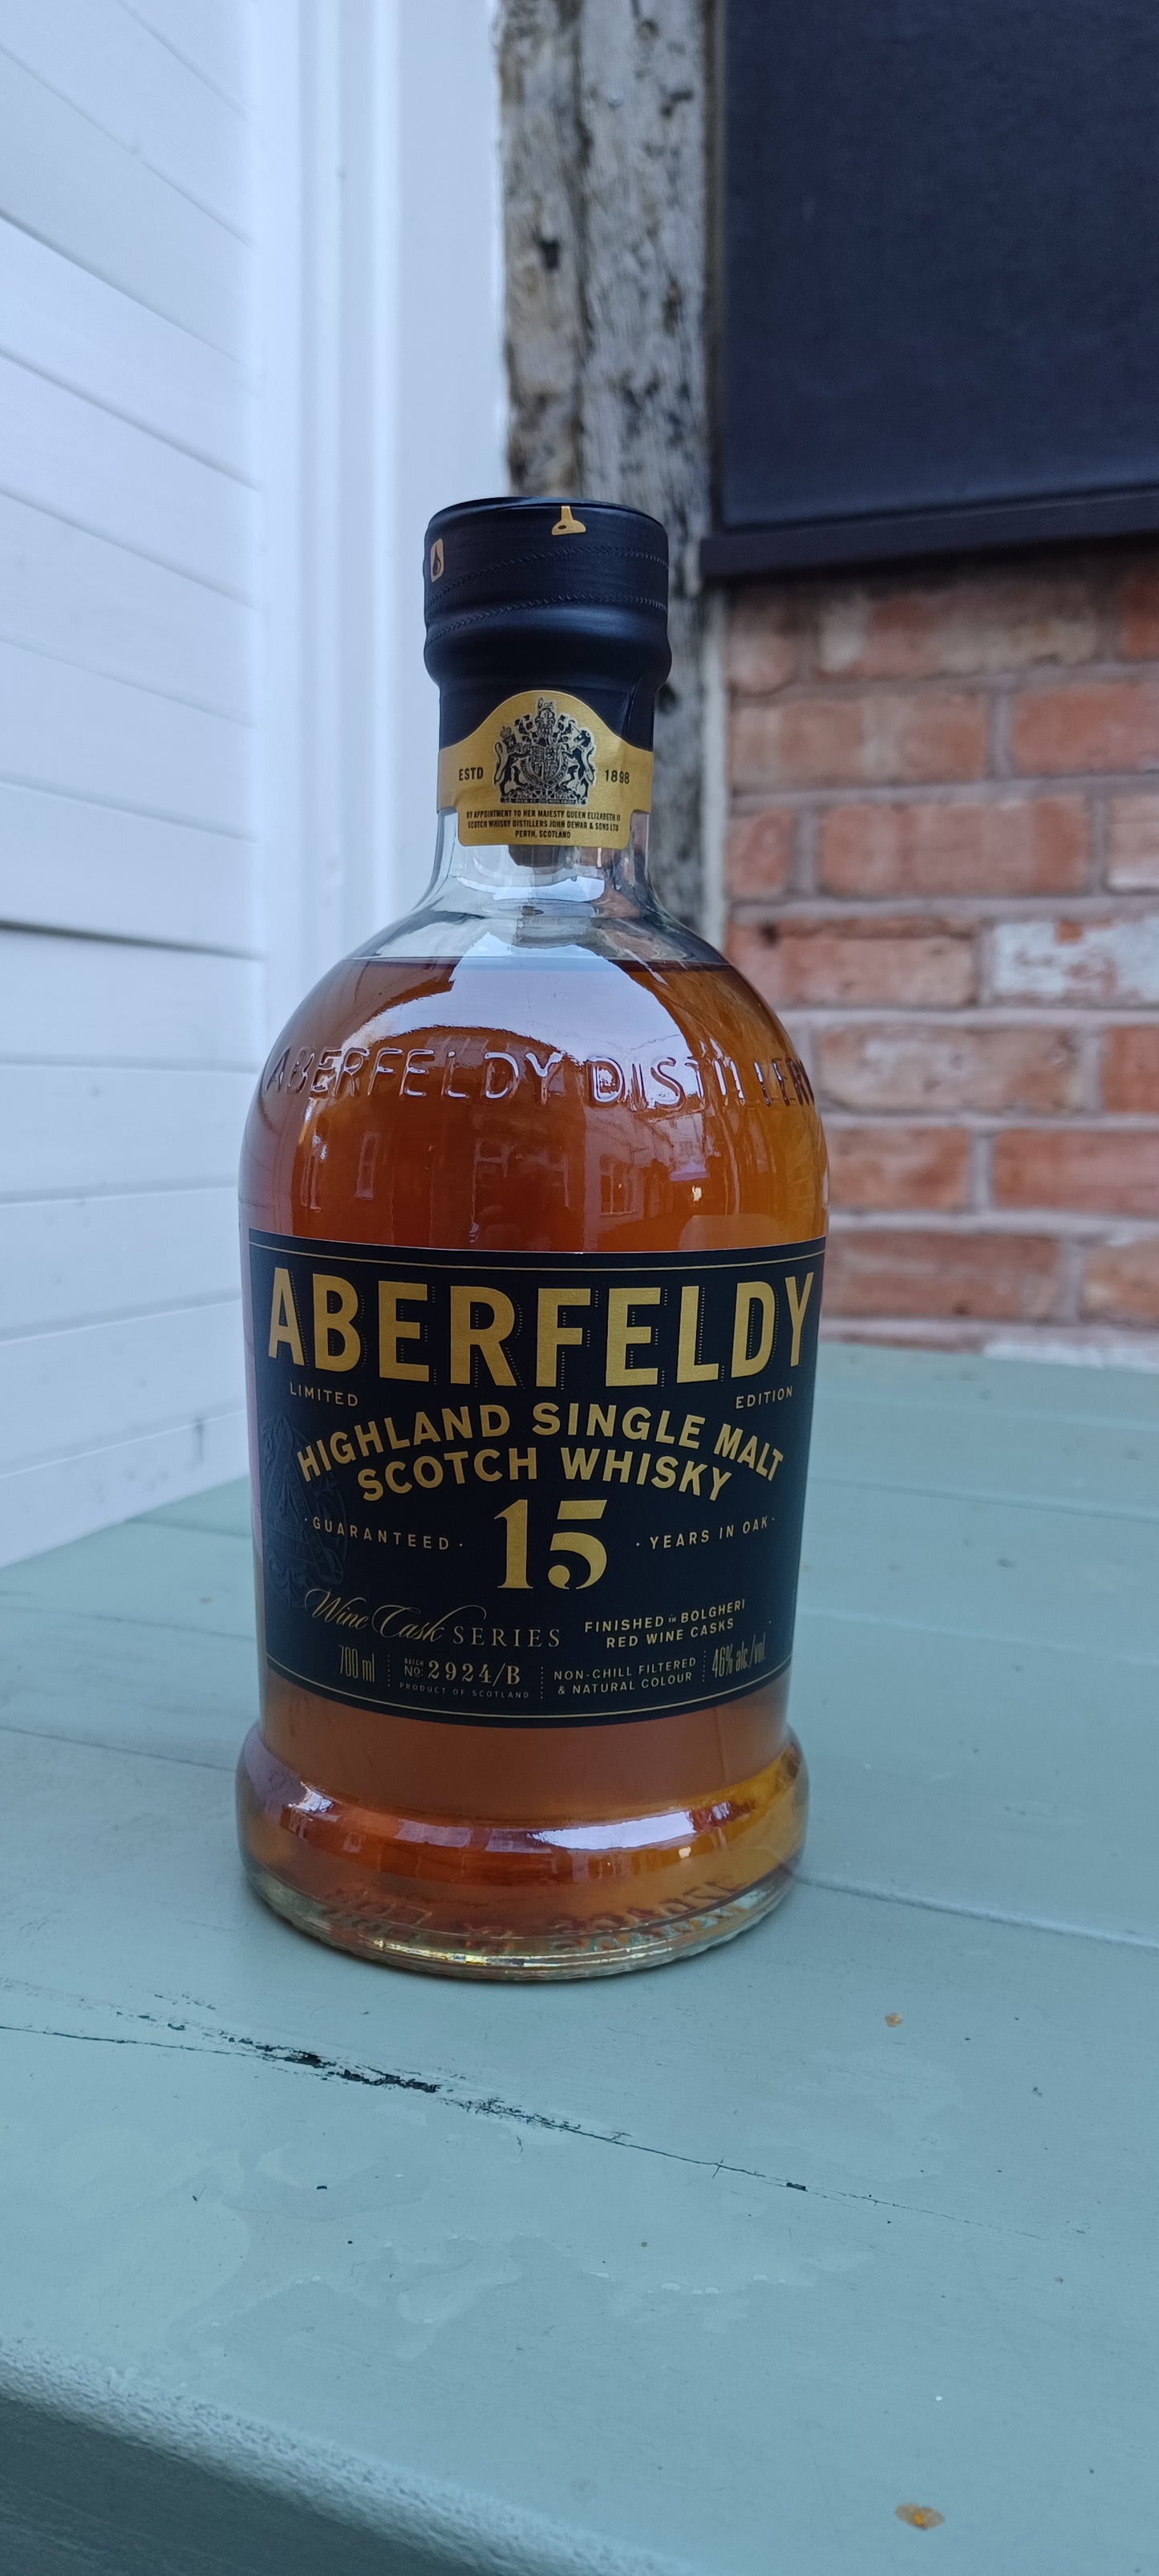 ESTD 1898
BY APPOINTMENT TO HER MAJESTY QUEEN ELIZABETH II
SCOTCH WHISKY DISTILLERS JOHN DEWAR & SONS LTD
PERTH, SCOTLAND
ABERFELDY DISTILLERY
ABERFELDY
LIMITED EDITION
HIGHLAND SINGLE MALT
SCOTCH WHISKY
· GUARANTEED · 15 · YEARS IN OAK ·
Wine Cask SERIES
FINISHED IN BOLGHERI
RED WINE CASKS
700 ml
BATCH
No: 2924/B
PRODUCT OF SCOTLAND
NON-CHILL FILTERED
& NATURAL COLOUR
46% alc./vol.